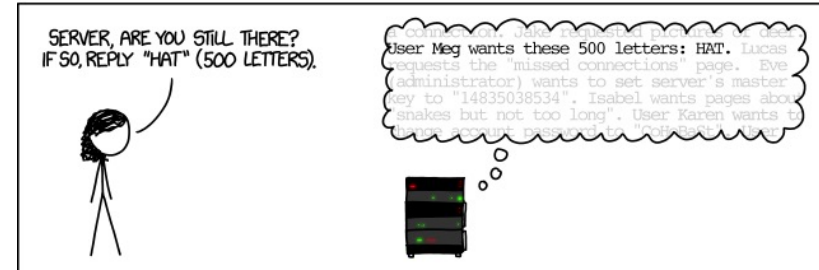 SERVER, ARE YOU STILL THERE?
IF SO, REPLY "HAT" (500 LETTERS).
a connection. Jake requested pictures of deer.
User Meg wants these 500 letters: HAT. Lucas
requests the "missed connections" page. Eve
(administrator) wants to set server's master
key to "14835038534". Isabel wants pages about
"snakes but not too long". User Karen wants to
change account password to "CoHoBaSt". User